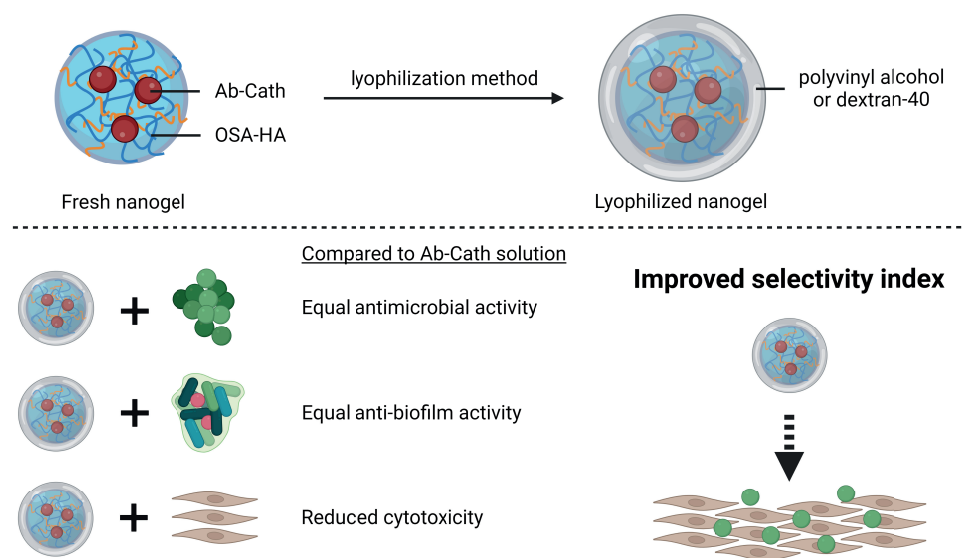 Ab-Cath
OSA-HA
lyophilization method
polyvinyl alcohol
or dextran-40
Fresh nanogel
Lyophilized nanogel
Compared to Ab-Cath solution
Equal antimicrobial activity
Equal anti-biofilm activity
Reduced cytotoxicity
Improved selectivity index